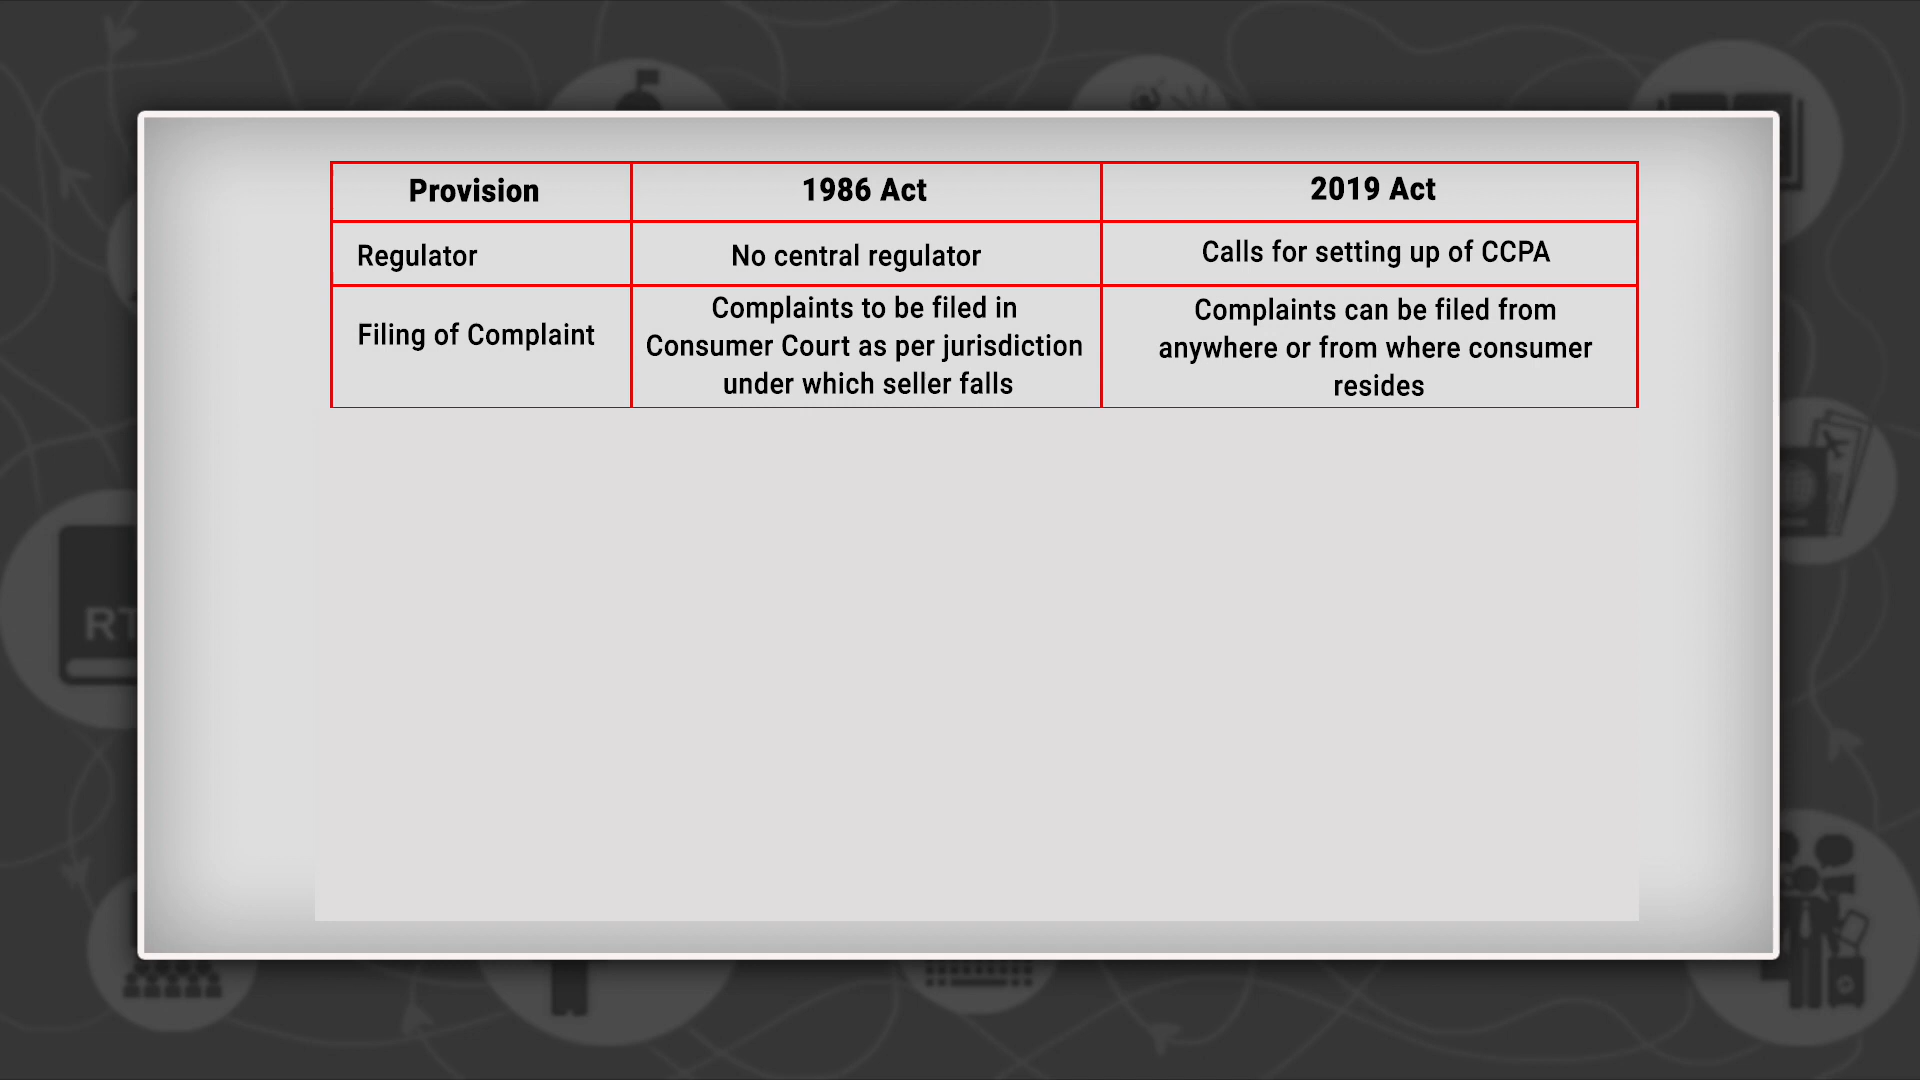 Provision 1986 Act 2019 Act
Regulator No central regulator Calls for setting up of CCPA
Filing of Complaint
Complaints to be filed in
Consumer Court as per jurisdiction
under which seller falls
Complaints can be filed from
anywhere or from where consumer
resides
RT